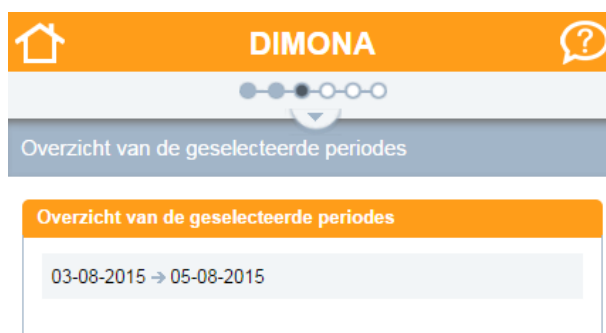 DIMONA
?
Overzicht van de geselecteerde periodes
Overzicht van de geselecteerde periodes
03-08-2015 → 05-08-2015